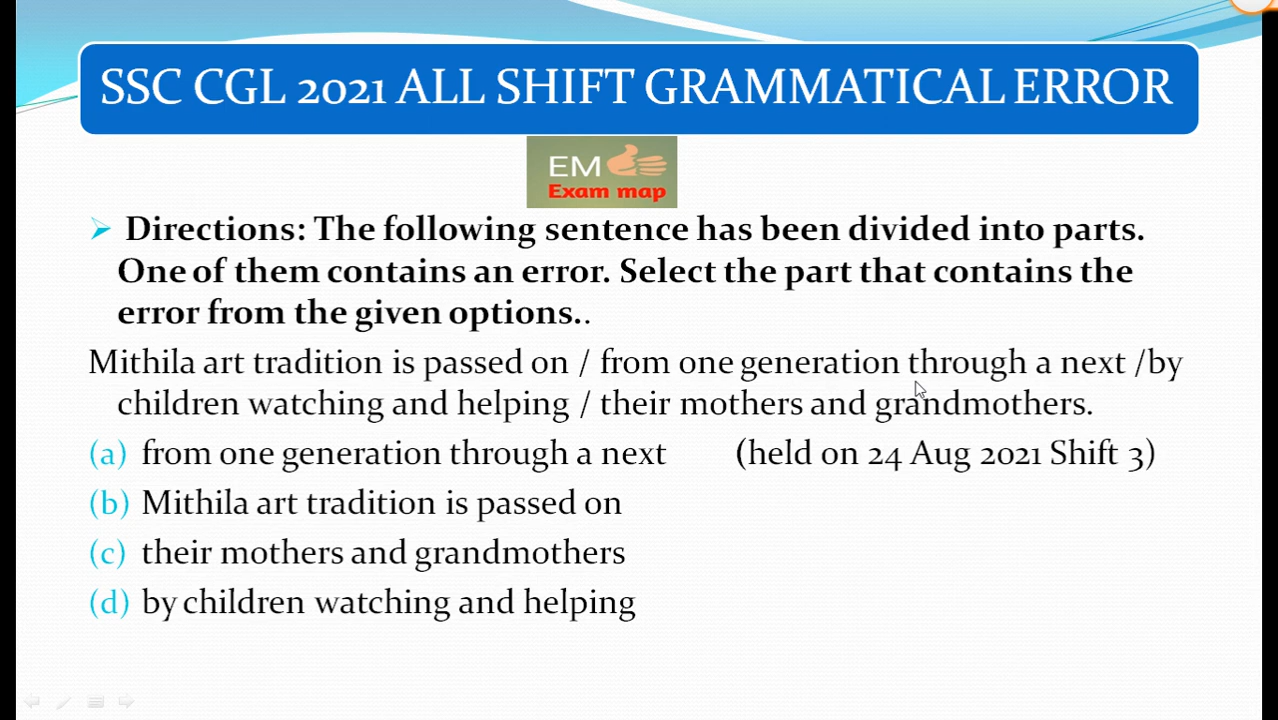 SSC CGL 2021 ALL SHIFT GRAMMATICAL ERROR
EM
Exam map
Directions: The following sentence has been divided into parts.
One of them contains an error. Select the part that contains the
error from the given options..
Mithila art tradition is passed on / from one generation through a next /by
children watching and helping / their mothers and grandmothers.
(a) from one generation through a next (held on 24 Aug 2021 Shift 3)
(b) Mithila art tradition is passed on
(c) their mothers and grandmothers
(d) by children watching and helping